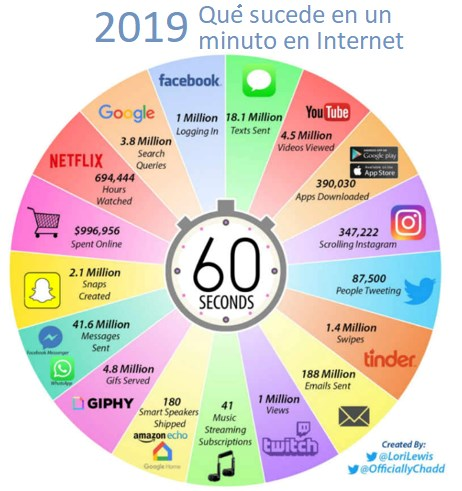 2019 Qué sucede en un
minuto en Internet
facebook
1 Million
Logging In
18.1 Million
Texts Sent
YouTube
4.5 Million
Videos Viewed
Google play
App Store
390,030
Apps Downloaded
347,222
Scrolling Instagram
87,500
People Tweeting
1.4 Million
Swipes
tinder
188 Million
Emails Sent
1 Million
Views
twitch
41
Music
Streaming
Subscriptions
180
Smart Speakers
Shipped
amazon echo
Google Home
4.8 Million
Gifs Served
GIPHY
41.6 Million
Messages
Sent
Facebook Messenger
WhatsApp
2.1 Million
Snaps
Created
$996,956
Spent Online
NETFLIX
694,444
Hours
Watched
Google
3.8 Million
Search
Queries
60
SECONDS
Created By:
@LoriLewis
@OfficiallyChadd